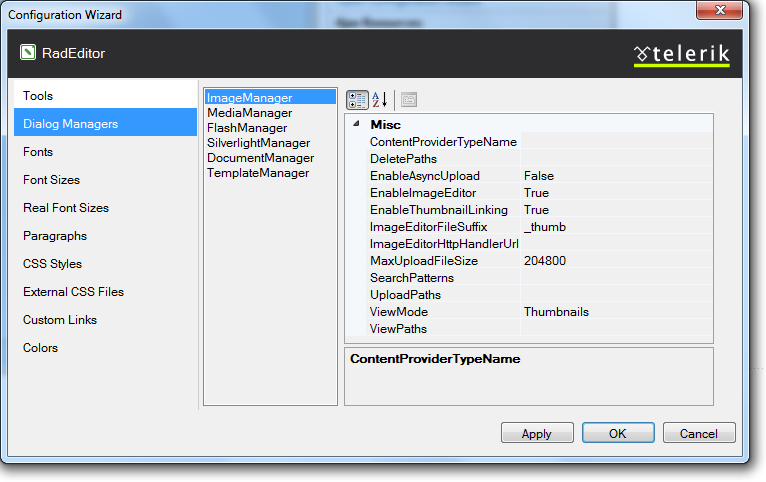 Configuration Wizard
RadEditor
telerik
Tools
Dialog Managers
Fonts
Font Sizes
Real Font Sizes
Paragraphs
CSS Styles
External CSS Files
Custom Links
Colors
ImageManager
MediaManager
FlashManager
SilverlightManager
DocumentManager
TemplateManager
Misc
ContentProviderTypeName
DeletePaths
EnableAsyncUpload False
EnableImageEditor True
EnableThumbnailLinking True
ImageEditorFileSuffix _thumb
ImageEditorHttpHandlerUrl
MaxUploadFileSize 204800
SearchPatterns
UploadPaths
ViewMode Thumbnails
ViewPaths
ContentProviderTypeName
Apply OK Cancel